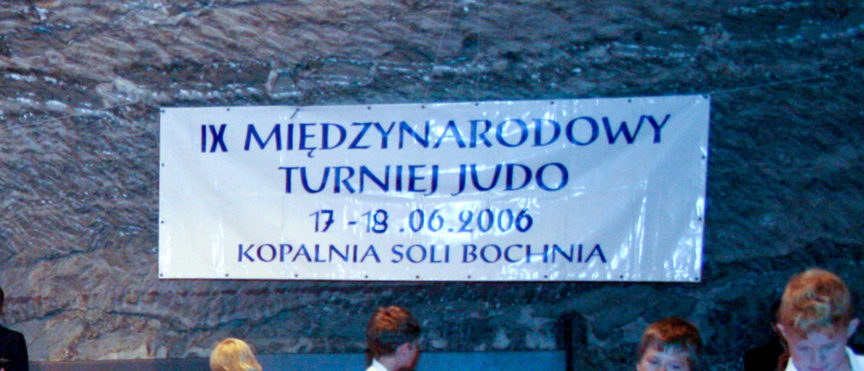 IX MIĘDZYNARODOWY
TURNIEJ JUDO
17-18.06.2006
KOPALNIA SOLI BOCHNIA